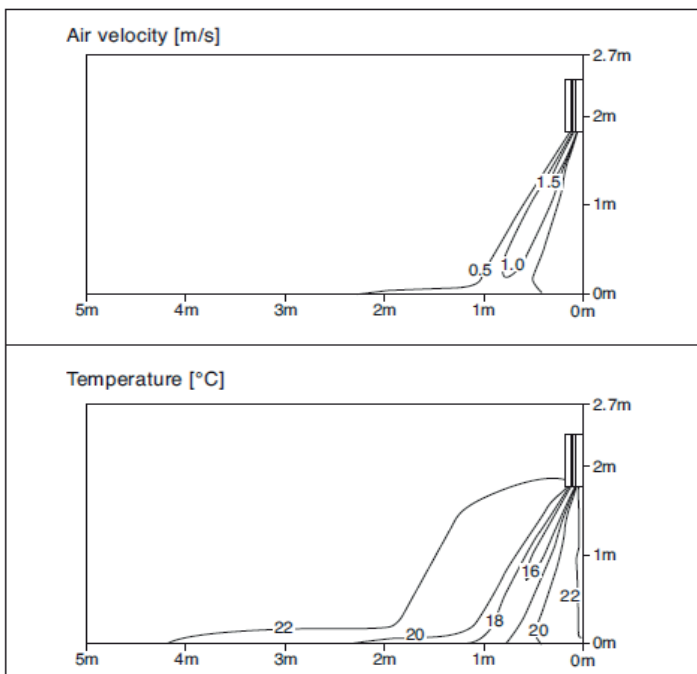 Air velocity [m/s]
2.7m
2m
1.5
1m
0.5 1.0
0m
5m 4m 3m 2m 1m 0m
Temperature [°C]
2.7m
2m
1m
16
22
18
22 20 20
0m
5m 4m 3m 2m 1m 0m